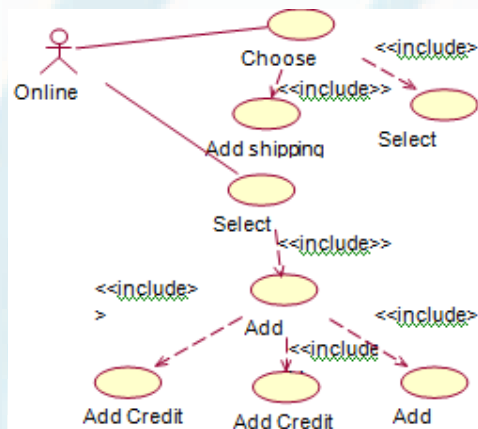 <<include>
Choose
<<include>>
Online
Add shipping
Select
Select
<<include>>
<<include>
>
<<include>
Add
<<include
Add Credit
Add Credit
Add